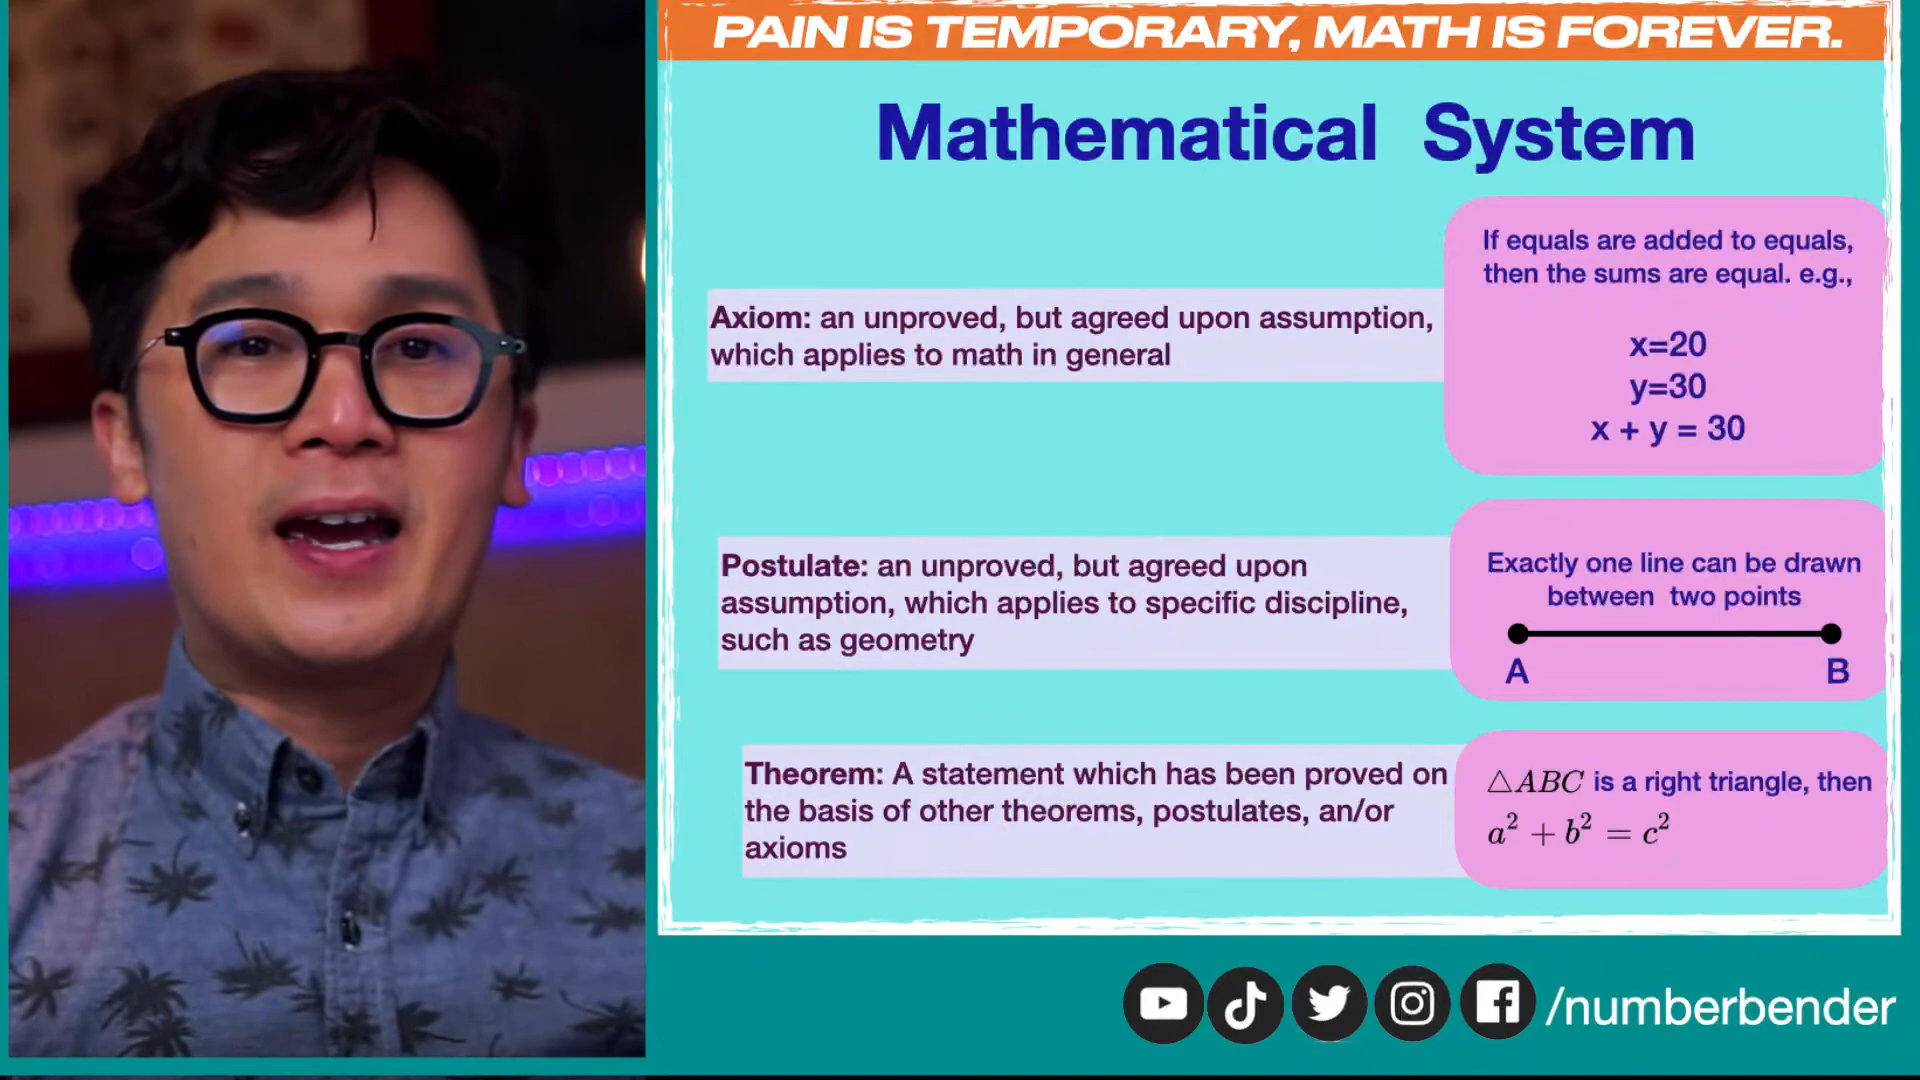 PAIN IS TEMPORARY, MATH IS FOREVER.
Mathematical System
Axiom: an unproved, but agreed upon assumption,
which applies to math in general
If equals are added to equals,
then the sums are equal. e.g.,
x=20
y=30
x + y = 30
Postulate: an unproved, but agreed upon
assumption, which applies to specific discipline,
such as geometry
Exactly one line can be drawn
between two points
A B
Theorem: A statement which has been proved on
the basis of other theorems, postulates, an/or
axioms
△ABC is a right triangle, then
a² + b² = c²
/numberbender